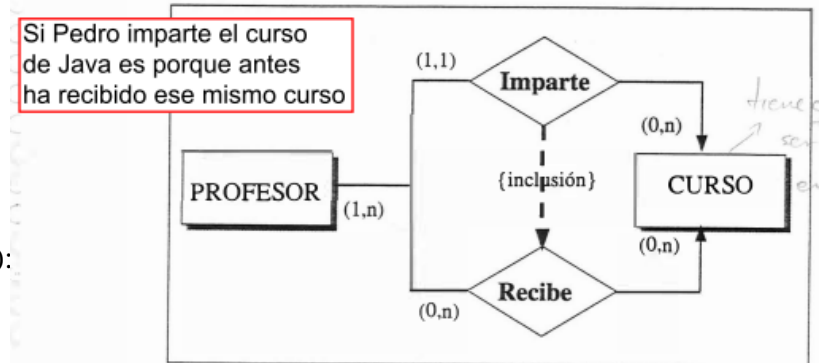 Si Pedro imparte el curso
de Java es porque antes
ha recibido ese mismo curso
(1,1)
Imparte
(0,n)
tiene
PROFESOR
(1,n)
{inclusión}
CURSO
(0,n)
(0,n)
Recibe
):